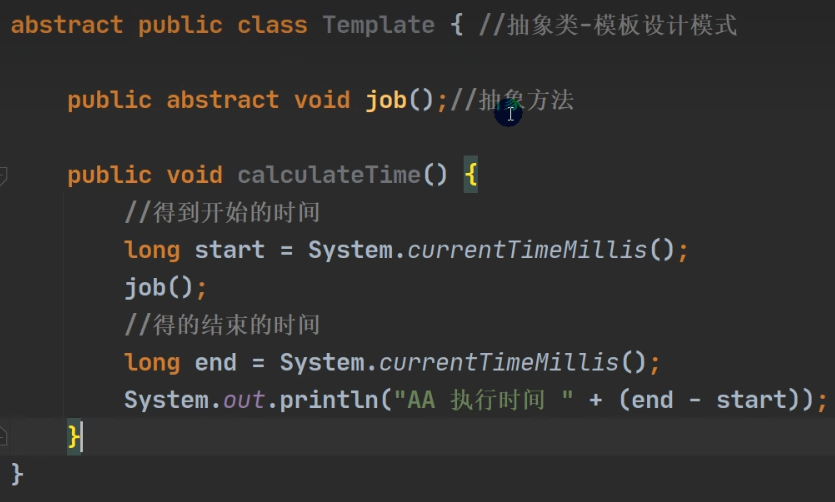 abstract public class Template { //抽象类-模板设计模式
public abstract void job();//抽象方法
public void calculateTime() {
//得到开始的时间
long start = System.currentTimeMillis();
job();
//得的结束的时间
long end = System.currentTimeMillis();
System.out.println("AA 执行时间 " + (end - start));
}
}